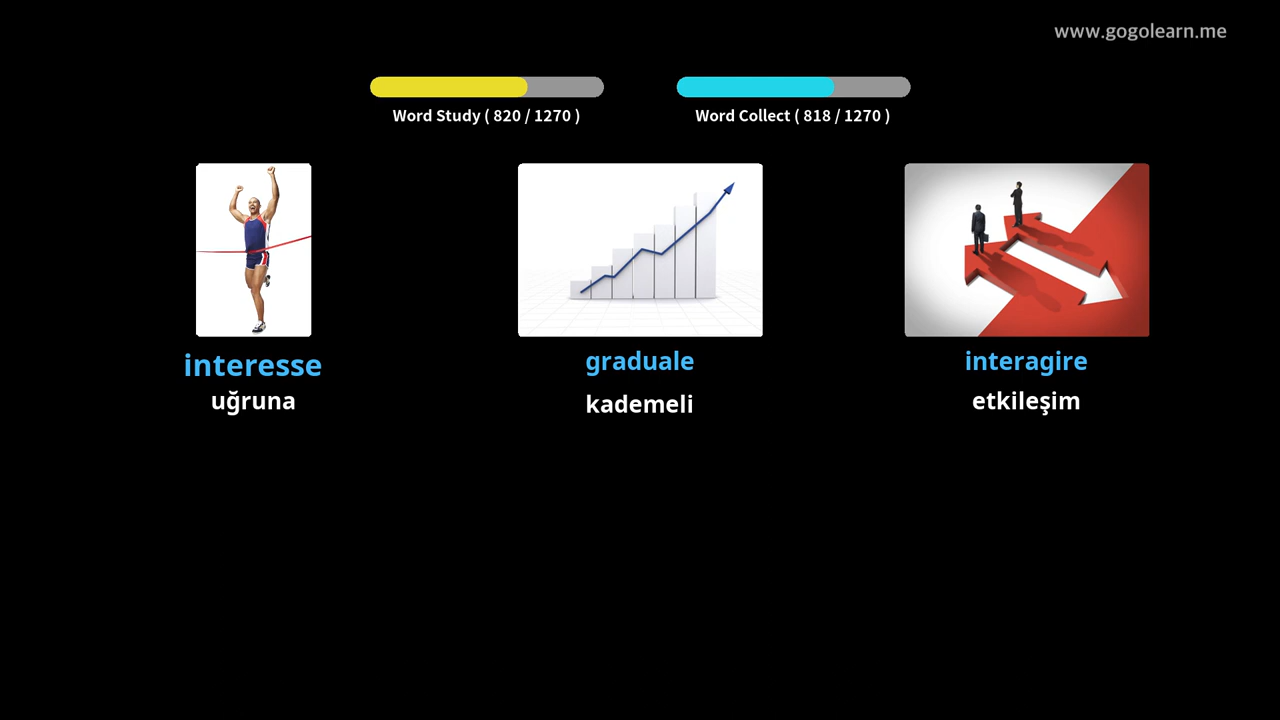 www.gogolearn.me
Word Study ( 820 / 1270 )
Word Collect ( 818 / 1270 )
interesse
uğruna
graduale
kademeli
interagire
etkileşim